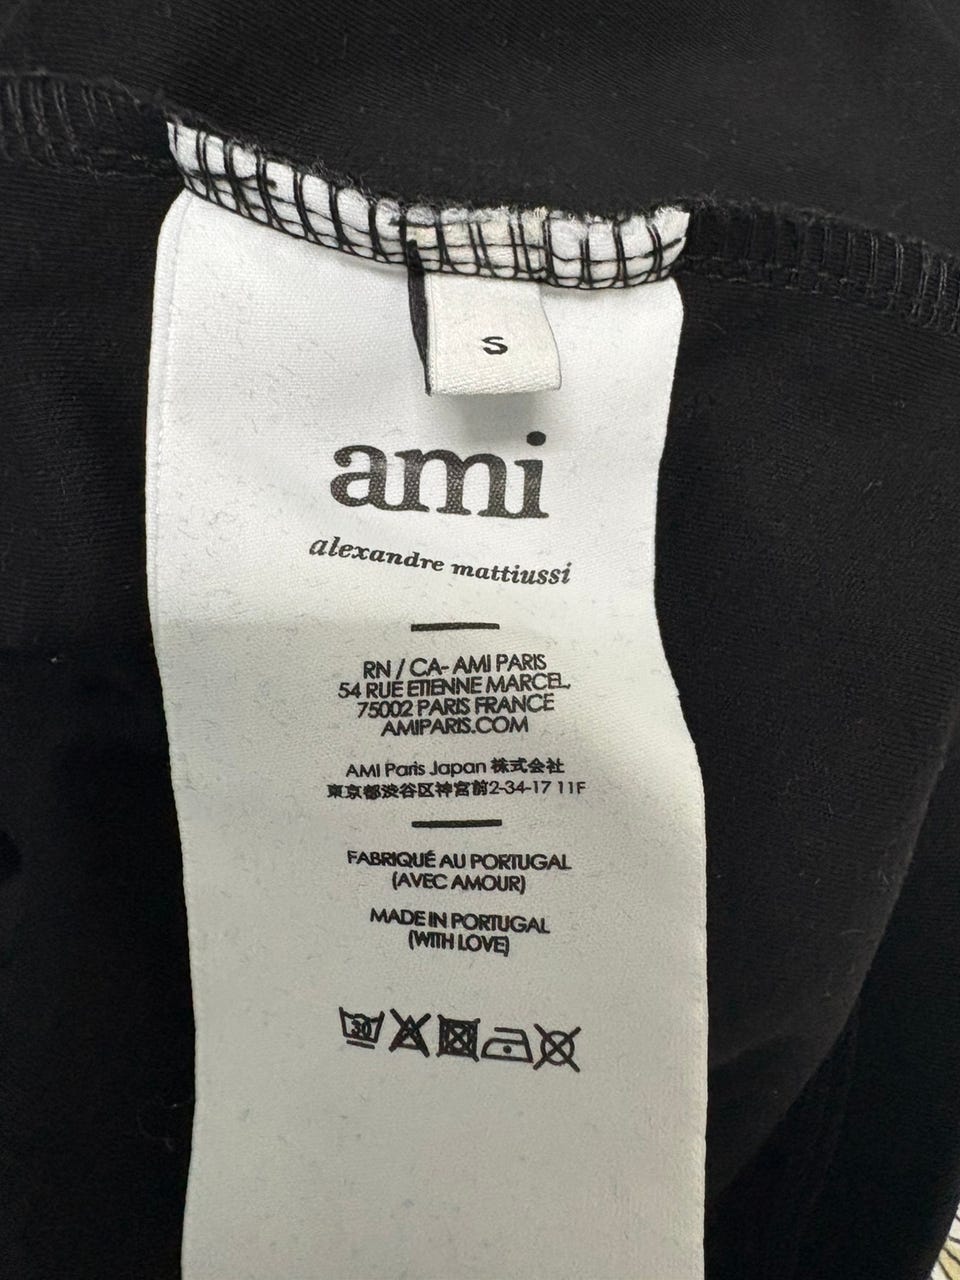 S
ami
alexandre mattiussi
RN / CA- AMI PARIS
54 RUE ETIENNE MARCEL
75002 PARIS FRANCE
AMIPARIS.COM
AMI Paris Japan 株式会社
東京都渋谷区神宮前2-34-17 11F
FABRIQUÉ AU PORTUGAL
(AVEC AMOUR)
MADE IN PORTUGAL
(WITH LOVE)
30